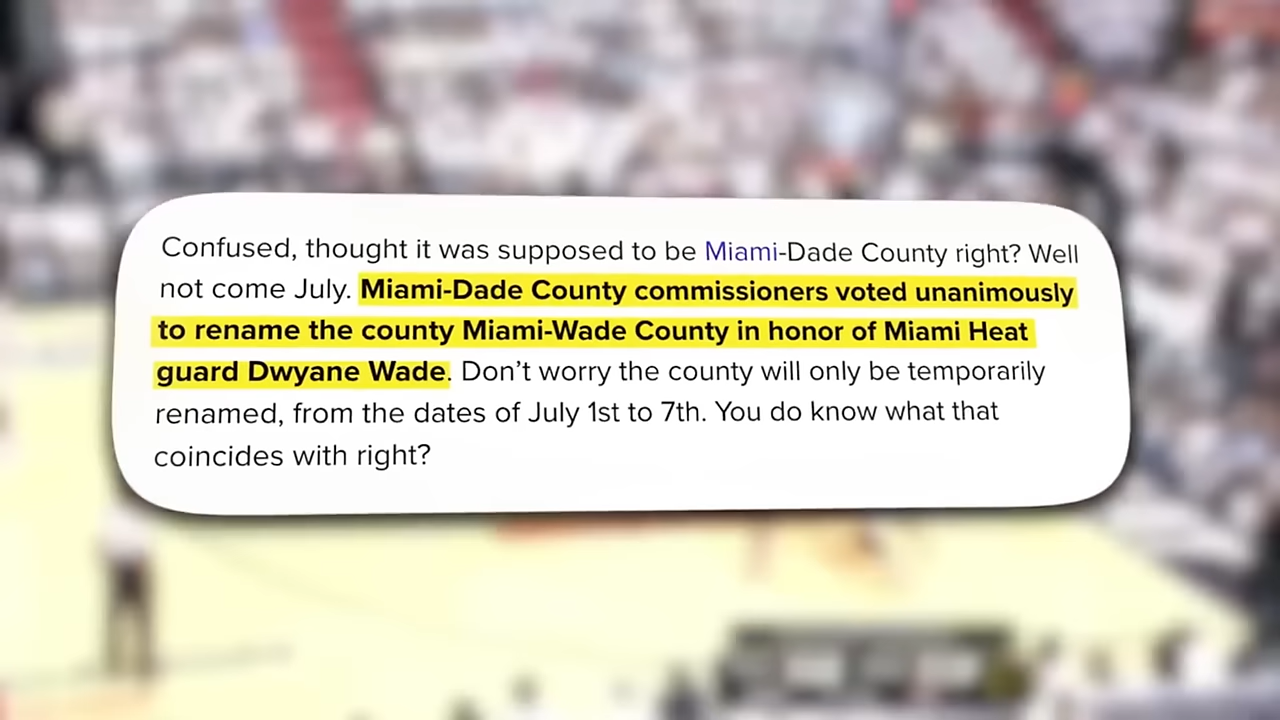 Confused, thought it was supposed to be Miami-Dade County right? Well
not come July. Miami-Dade County commissioners voted unanimously
to rename the county Miami-Wade County in honor of Miami Heat
guard Dwyane Wade. Don’t worry the county will only be temporarily
renamed, from the dates of July 1st to 7th. You do know what that
coincides with right?